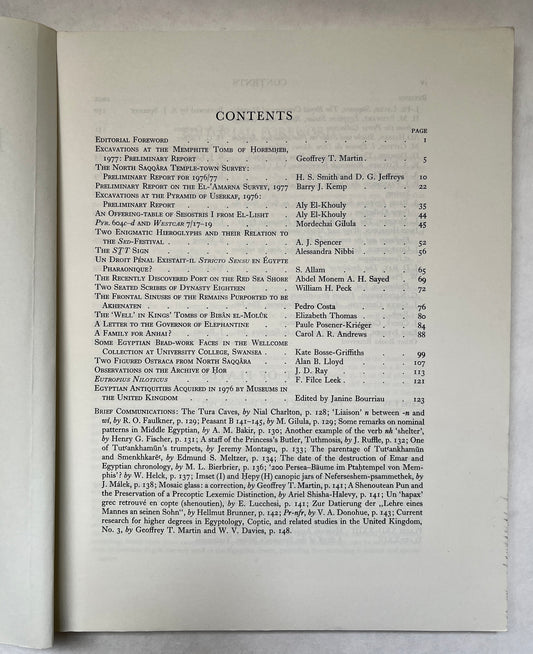 CONTENTS
PAGE
Editorial Foreword . . . . . . . . 1
Excavations at the Memphite Tomb of Ḥoremḥeb,
1977: Preliminary Report . . Geoffrey T. Martin . . 5
The North Saqqâra Temple-town Survey:
Preliminary Report for 1976/77 . H. S. Smith and D. G. Jeffreys 10
Preliminary Report on the El-ʿAmarna Survey, 1977 Barry J. Kemp . . . 22
Excavations at the Pyramid of Userkaf, 1976:
Preliminary Report . . . Aly El-Khouly . . . 35
An Offering-table of Sesostris I from El-Lisht Aly El-Khouly . . . 44
Pyr. 604c-d and Westcar 7/17-19 . . Mordechai Gilula . . 45
Two Enigmatic Hieroglyphs and their Relation to
the Sed-Festival . . . . A. J. Spencer . . . 52
The STT Sign . . . . Alessandra Nibbi . . 56
Un Droit Pénal Existait-il Stricto Sensu en Égypte
Pharaonique? . . . . S. Allam . . . 65
The Recently Discovered Port on the Red Sea Shore Abdel Monem A. H. Sayed . 69
Two Seated Scribes of Dynasty Eighteen . William H. Peck . . 72
The Frontal Sinuses of the Remains Purported to be
Akhenaten . . . . Pedro Costa . . . 76
The 'Well' in Kings' Tombs of Bibân el-Molûk . Elizabeth Thomas . . 80
A Letter to the Governor of Elephantine . Paule Posener-Kriéger . 84
A Family for Anhai? . . . Carol A. R. Andrews . . 88
Some Egyptian Bead-work Faces in the Wellcome
Collection at University College, Swansea . Kate Bosse-Griffiths . . 99
Two Figured Ostraca from North Saqqâra . Alan B. Lloyd . . . 107
Observations on the Archive of Ḥor . . J. D. Ray . . . 113
Eutropius Niloticus . . . . F. Filce Leek . . . 121
Egyptian Antiquities Acquired in 1976 by Museums in
the United Kingdom . . . Edited by Janine Bourriau . 123
Brief Communications: The Tura Caves, by Nial Charlton, p. 128; 'Liaison' n between -n and
wi, by R. O. Faulkner, p. 129; Peasant B 141-145, by M. Gilula, p. 129; Some remarks on nominal
patterns in Middle Egyptian, by A. M. Bakir, p. 130; Another example of the verb nh 'shelter',
by Henry G. Fischer, p. 131; A staff of the Princess's Butler, Tuthmosis, by J. Ruffle, p. 132; One
of Tutʿankhamūn's trumpets, by Jeremy Montagu, p. 133; The parentage of Tutʿankhamūn
and Smenkhkarēʿ, by Edmund S. Meltzer, p. 134; The date of the destruction of Emar and
Egyptian chronology, by M. L. Bierbrier, p. 136; '200 Persea-Bäume im Ptaḥtempel von Mem-
phis'? by W. Helck, p. 137; Imset (I) and Ḥepy (H) canopic jars of Neferseshem-psammethek, by
J. Málek, p. 138; Mosaic glass: a correction, by Geoffrey T. Martin, p. 141; A Shenoutean Pun and
the Preservation of a Precoptic Lexemic Distinction, by Ariel Shisha-Halevy, p. 141; Un 'hapax'
grec retrouvé en copte (shenoutien), by E. Lucchesi, p. 141; Zur Datierung der „Lehre eines
Mannes an seinen Sohn", by Hellmut Brunner, p. 142; Pr-nfr, by V. A. Donohue, p. 143; Current
research for higher degrees in Egyptology, Coptic, and related studies in the United Kingdom,
No. 3, by Geoffrey T. Martin and W. V. Davies, p. 148.